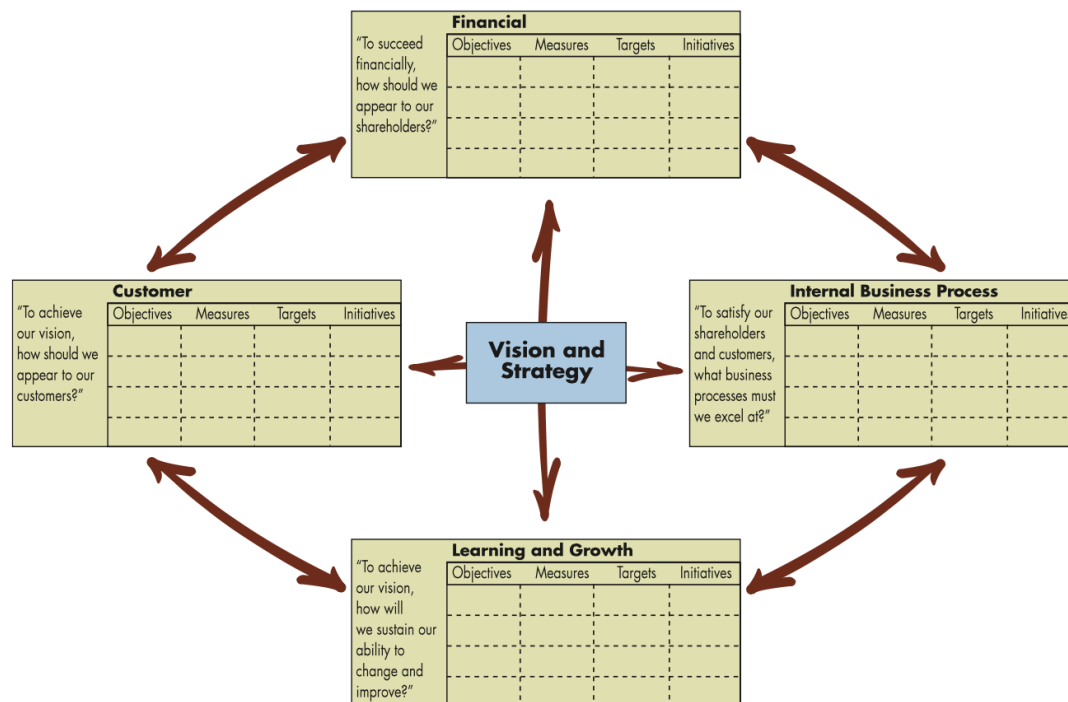 Financial
“To succeed
financially,
how should we
appear to our
shareholders?”
Objectives Measures Targets Initiatives
Customer
“To achieve
our vision,
how should we
appear to our
customers?”
Objectives Measures Targets Initiatives
Vision and
Strategy
Internal Business Process
“To satisfy our
shareholders
and customers,
what business
processes must
we excel at?”
Objectives Measures Targets Initiatives
Learning and Growth
“To achieve
our vision,
how will
we sustain our
ability to
change and
improve?”
Objectives Measures Targets Initiatives